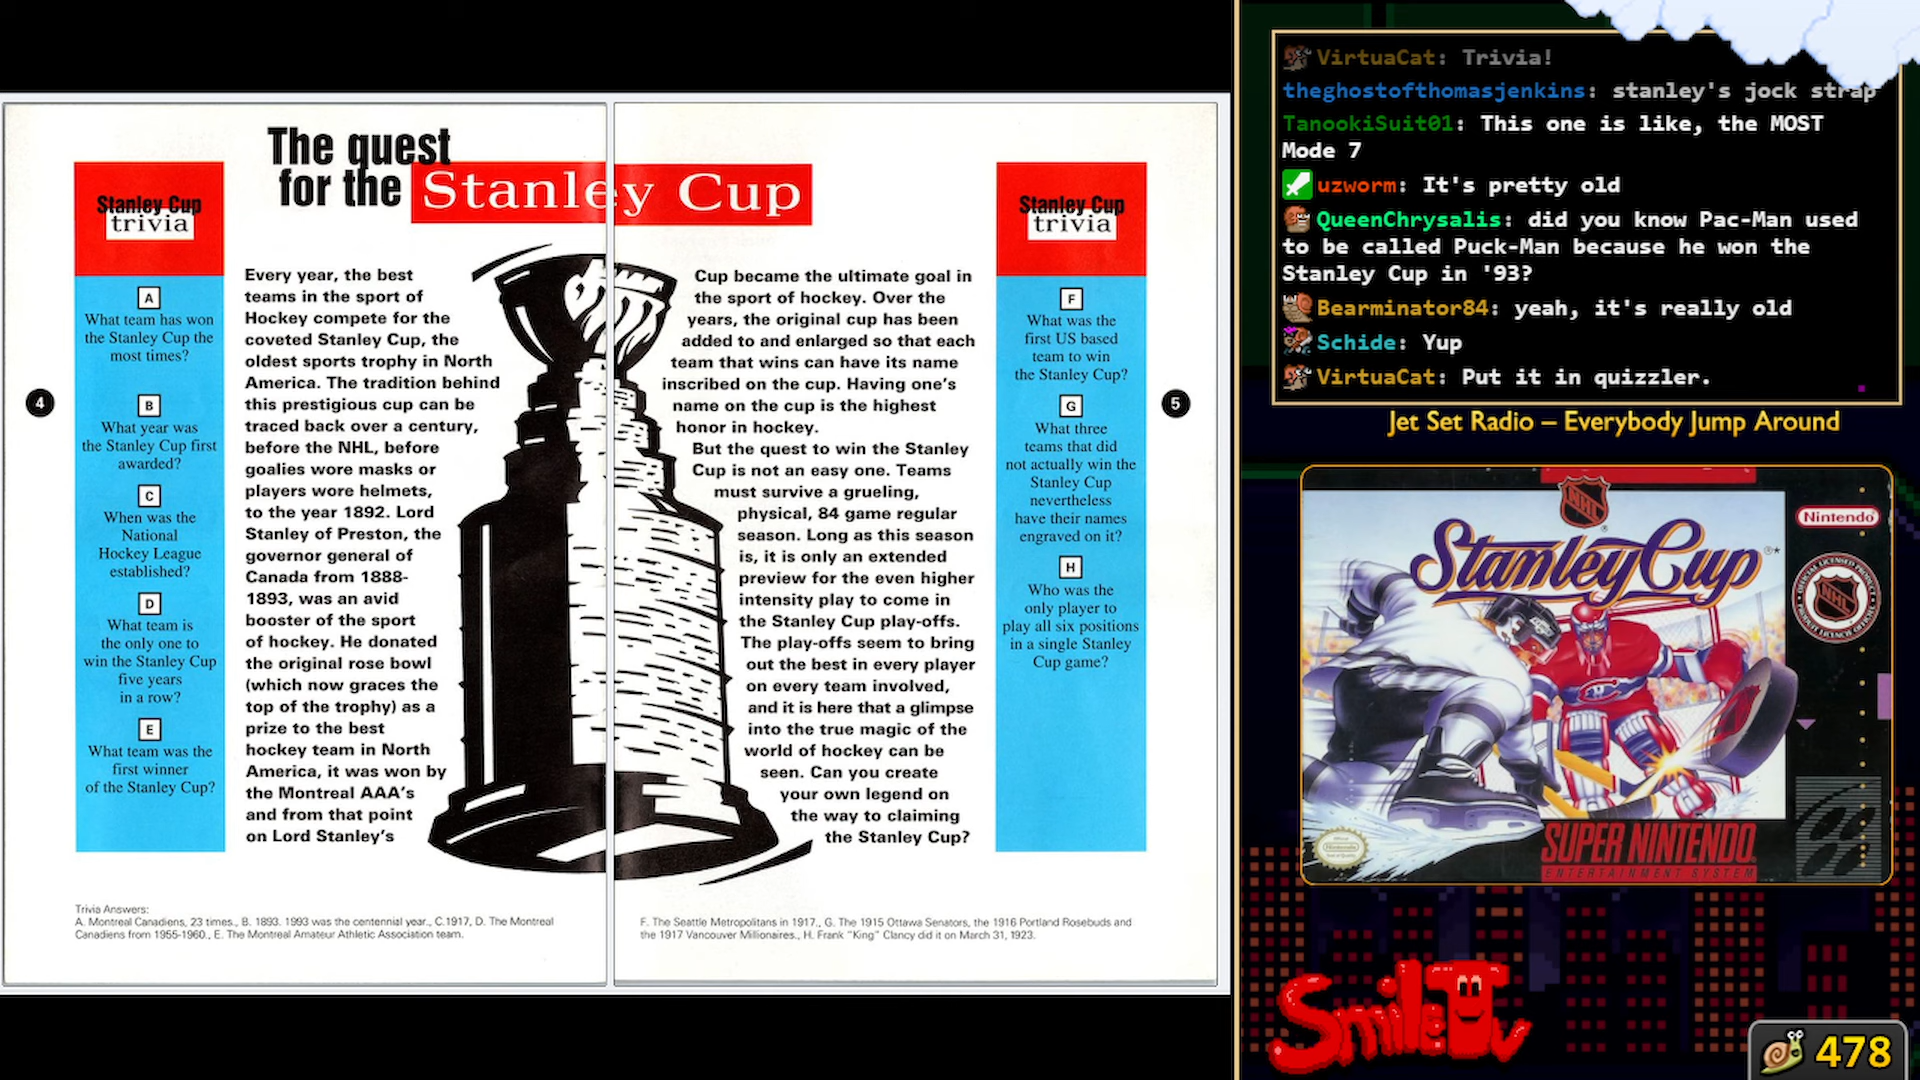 The quest
for the Stanley Cup
Stanley Cup
trivia
A
What team has won
the Stanley Cup the
most times?
B
What year was
the Stanley Cup first
awarded?
C
When was the
National
Hockey League
established?
D
What team is
the only one to
win the Stanley Cup
five years
in a row?
E
What team was the
first winner
of the Stanley Cup?
4
Every year, the best
teams in the sport of
Hockey compete for the
coveted Stanley Cup, the
oldest sports trophy in North
America. The tradition behind
this prestigious cup can be
traced back over a century,
before the NHL, before
goalies wore masks or
players wore helmets,
to the year 1892. Lord
Stanley of Preston, the
governor general of
Canada from 1888-
1893, was an avid
booster of the sport
of hockey. He donated
the original rose bowl
(which now graces the
top of the trophy) as a
prize to the best
hockey team in North
America, it was won by
the Montreal AAA's
and from that point
on Lord Stanley's
Cup became the ultimate goal in
the sport of hockey. Over the
years, the original cup has been
added to and enlarged so that each
team that wins can have its name
inscribed on the cup. Having one's
name on the cup is the highest
honor in hockey.
But the quest to win the Stanley
Cup is not an easy one. Teams
must survive a grueling,
physical, 84 game regular
season. Long as this season
is, it is only an extended
preview for the even higher
intensity play to come in
the Stanley Cup play-offs.
The play-offs seem to bring
out the best in every player
on every team involved,
and it is here that a glimpse
into the true magic of the
world of hockey can be
seen. Can you create
your own legend on
the way to claiming
the Stanley Cup?
Stanley Cup
trivia
F
What was the
first US based
team to win
the Stanley Cup?
G
What three
teams that did
not actually win the
Stanley Cup
nevertheless
have their names
engraved on it?
H
Who was the
only player to
play all six positions
in a single Stanley
Cup game?
5
Trivia Answers:
A. Montreal Canadiens, 23 times., B. 1893. 1993 was the centennial year., C.1917, D. The Montreal
Canadiens from 1955-1960., E. The Montreal Amateur Athletic Association team.
F. The Seattle Metropolitans in 1917., G. The 1915 Ottawa Senators, the 1916 Portland Rosebuds and
the 1917 Vancouver Millionaires., H. Frank "King" Clancy did it on March 31, 1923.
VirtuaCat: Trivia!
theghostofthomasjenkins: stanley's jock strap
TanookiSuit01: This one is like, the MOST
Mode 7
uzworm: It's pretty old
QueenChrysalis: did you know Pac-Man used
to be called Puck-Man because he won the
Stanley Cup in '93?
Bearminator84: yeah, it's really old
Schide: Yup
VirtuaCat: Put it in quizzler.
Jet Set Radio – Everybody Jump Around
NHL
Stanley Cup
Nintendo
NHL
SUPER NINTENDO
ENTERTAINMENT SYSTEM
SmileTV
478